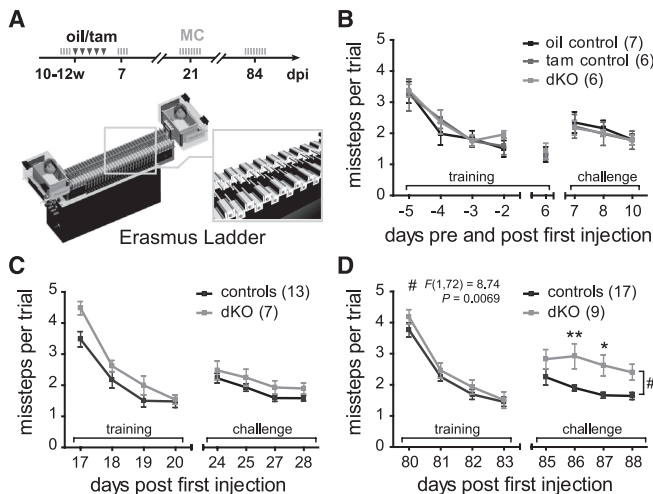 A
oil/tam
MC
10-12w
7
21
84
dpi
Erasmus Ladder
B
missteps per trial
5
4
3
2
1
0
oil control (7)
tam control (6)
dKO (6)
training
challenge
-5 -4 -3 -2 6 7 8 10
days pre and post first injection
C
missteps per trial
5
4
3
2
1
0
controls (13)
dKO (7)
training
challenge
17 18 19 20 24 25 27 28
days post first injection
D
missteps per trial
5
4
3
2
1
0
# F(1,72) = 8.74
P = 0.0069
controls (17)
dKO (9)
** *
#
training
challenge
80 81 82 83 85 86 87 88
days post first injection